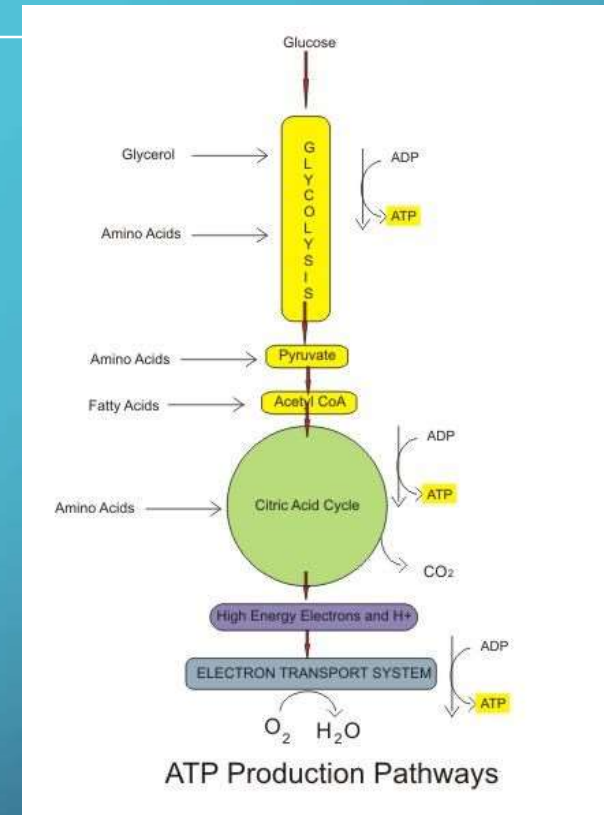 Glucose
Glycerol
GLYCOLYSIS
ADP
ATP
Amino Acids
Amino Acids
Pyruvate
Fatty Acids
Acetyl CoA
ADP
ATP
Amino Acids
Citric Acid Cycle
CO2
High Energy Electrons and H+
ADP
ELECTRON TRANSPORT SYSTEM
ATP
O2 H2O
ATP Production Pathways